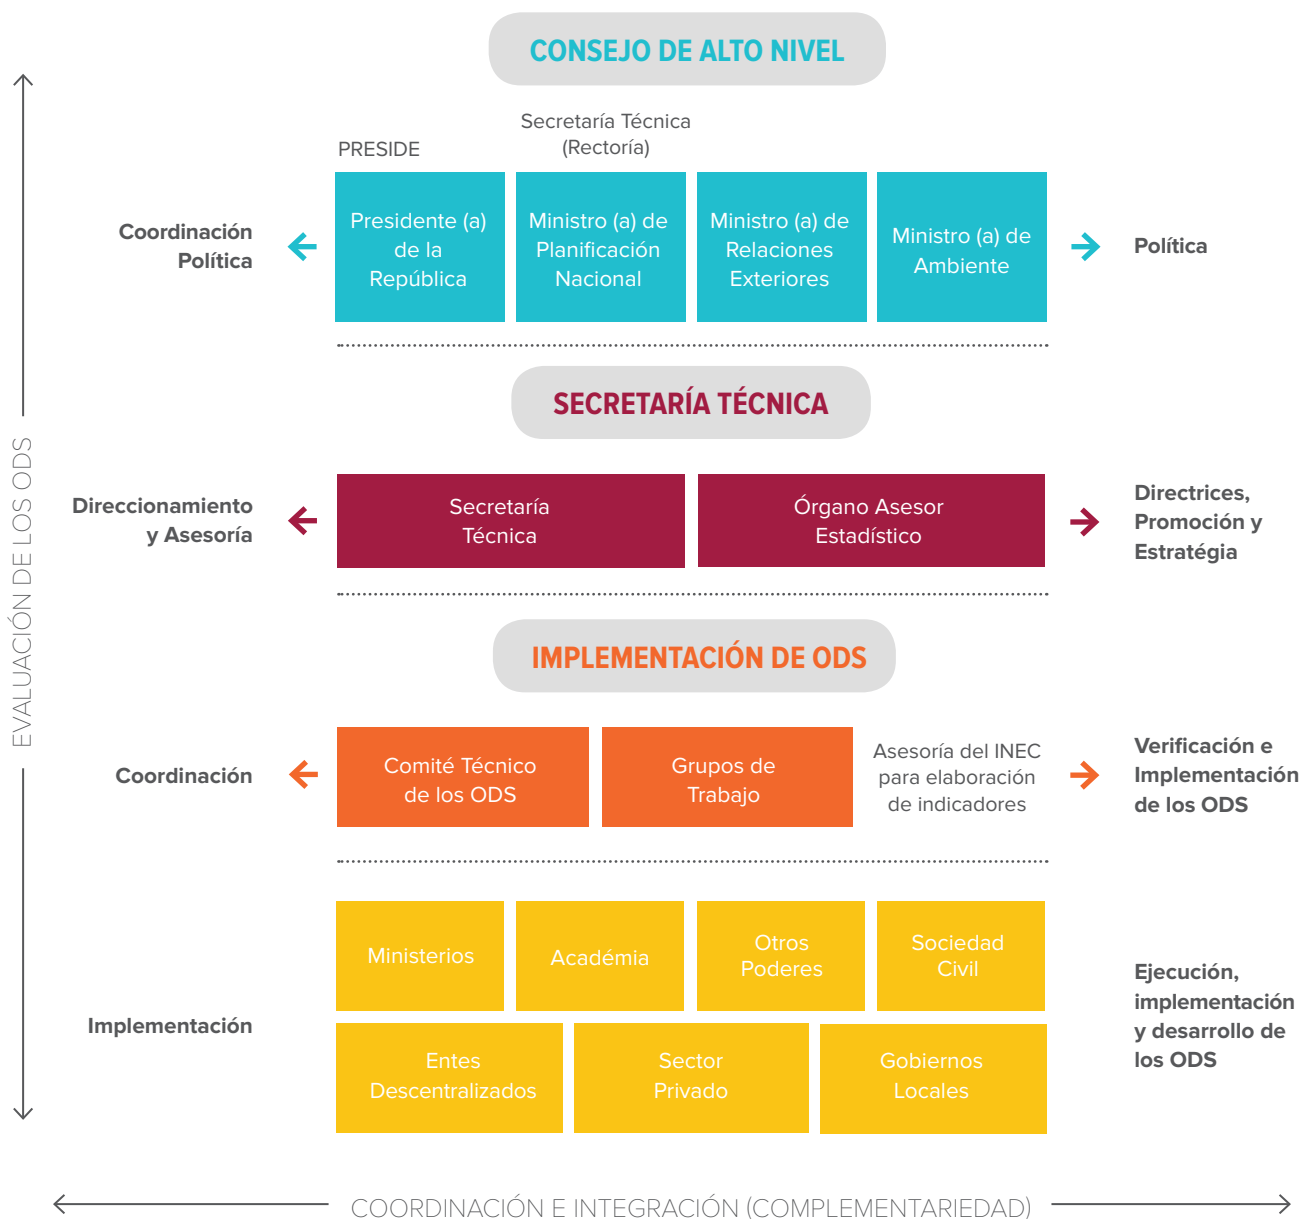 CONSEJO DE ALTO NIVEL
PRESIDE
Secretaría Técnica
(Rectoría)
Coordinación
Política
Presidente (a)
de la
República
Ministro (a) de
Planificación
Nacional
Ministro (a) de
Relaciones
Exteriores
Ministro (a) de
Ambiente
Política
SECRETARÍA TÉCNICA
Direccionamiento
y Asesoría
Secretaría
Técnica
Órgano Asesor
Estadístico
Directrices,
Promoción y
Estratégia
IMPLEMENTACIÓN DE ODS
Coordinación
Comité Técnico
de los ODS
Grupos de
Trabajo
Asesoría del INEC
para elaboración
de indicadores
Verificación e
Implementación
de los ODS
Implementación
Ministerios
Académia
Otros
Poderes
Sociedad
Civil
Entes
Descentralizados
Sector
Privado
Gobiernos
Locales
Ejecución,
implementación
y desarrollo de
los ODS
EVALUACIÓN DE LOS ODS
COORDINACIÓN E INTEGRACIÓN (COMPLEMENTARIEDAD)